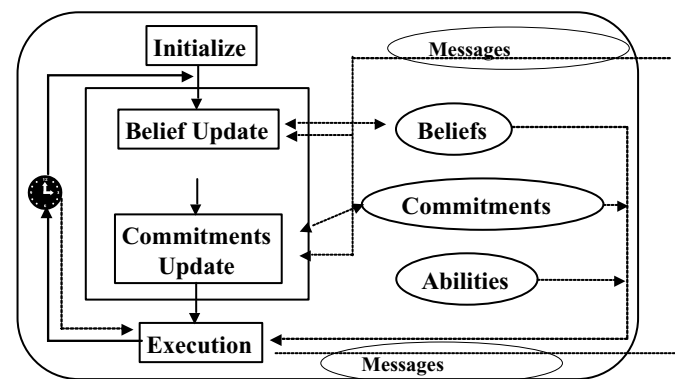 Initialize
Messages
Belief Update
Beliefs
Commitments
Commitments
Update
Abilities
Execution
Messages